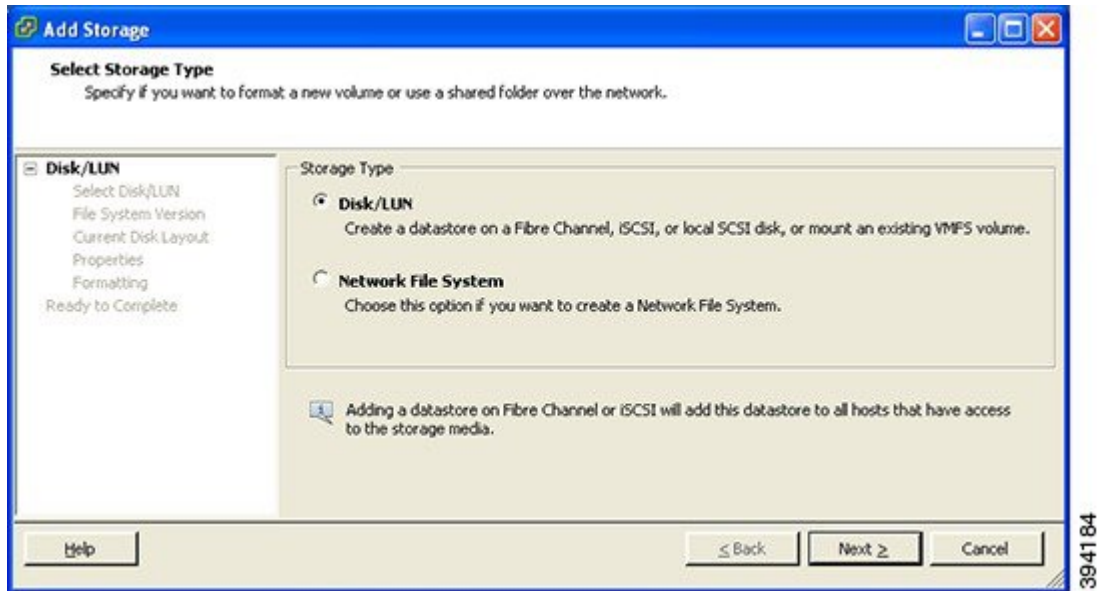 Add Storage
Select Storage Type
Specify if you want to format a new volume or use a shared folder over the network.
Disk/LUN
Select Disk/LUN
File System Version
Current Disk Layout
Properties
Formatting
Ready to Complete
Storage Type
Disk/LUN
Create a datastore on a Fibre Channel, iSCSI, or local SCSI disk, or mount an existing VMFS volume.
Network File System
Choose this option if you want to create a Network File System.
Adding a datastore on Fibre Channel or iSCSI will add this datastore to all hosts that have access
to the storage media.
Help
≤ Back
Next ≥
Cancel
394184